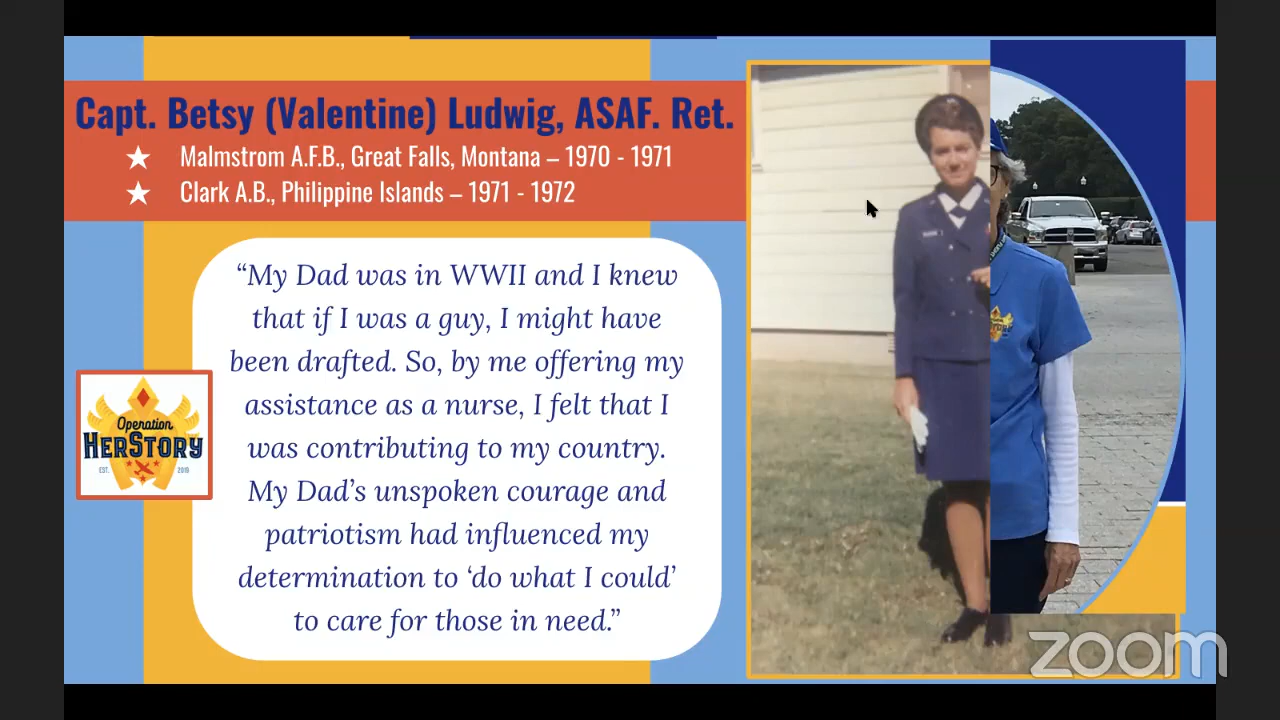 Capt. Betsy (Valentine) Ludwig, ASAF. Ret.
★ Malmstrom A.F.B., Great Falls, Montana – 1970 - 1971
★ Clark A.B., Philippine Islands – 1971 - 1972
“My Dad was in WWII and I knew
that if I was a guy, I might have
been drafted. So, by me offering my
assistance as a nurse, I felt that I
was contributing to my country.
My Dad’s unspoken courage and
patriotism had influenced my
determination to ‘do what I could’
to care for those in need.”
Operation
HERSTORY
EST. 2019
zoom